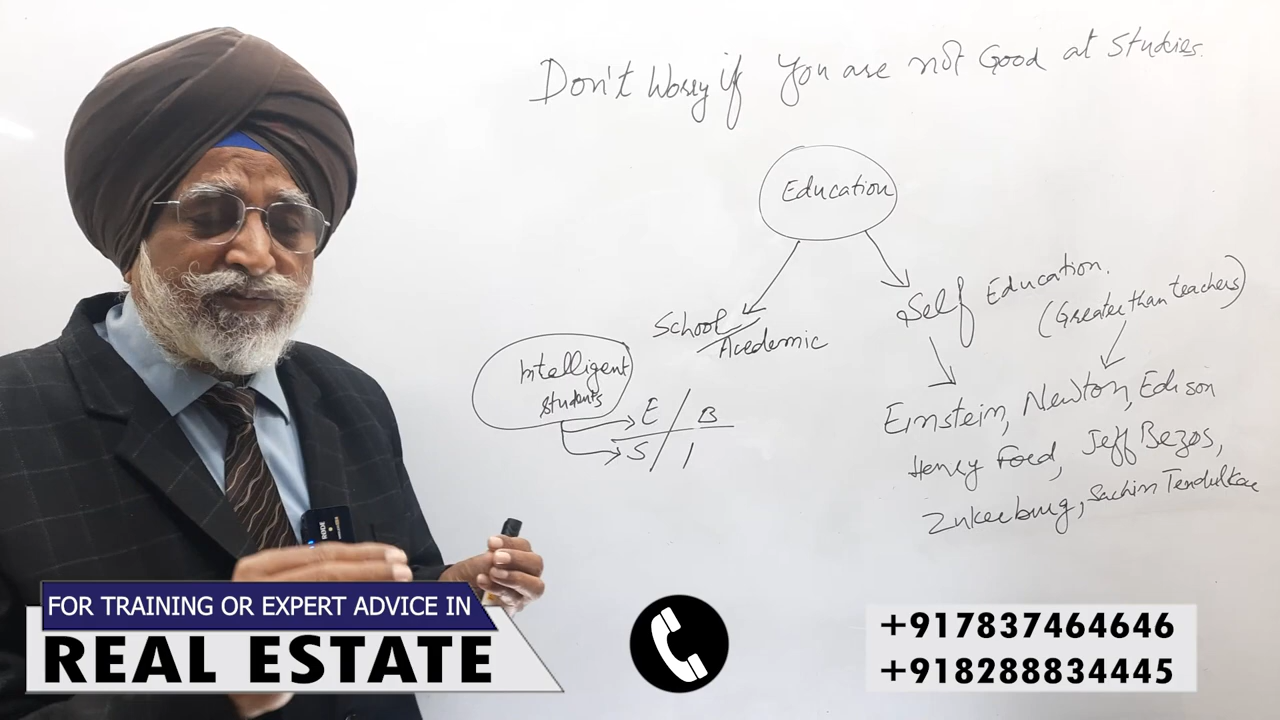 Don't Worry if You are not Good at Studies.
Education
School
Acedemic
Self Education.
(Greater than teachers)
Intelligent
Students
E B
S I
Einstein, Newton, Edison
Henry Ford, Jeff Bezos,
Zukerburg, Sachin Tendulkar
RØDE
FOR TRAINING OR EXPERT ADVICE IN
REAL ESTATE
+917837464646
+918288834445